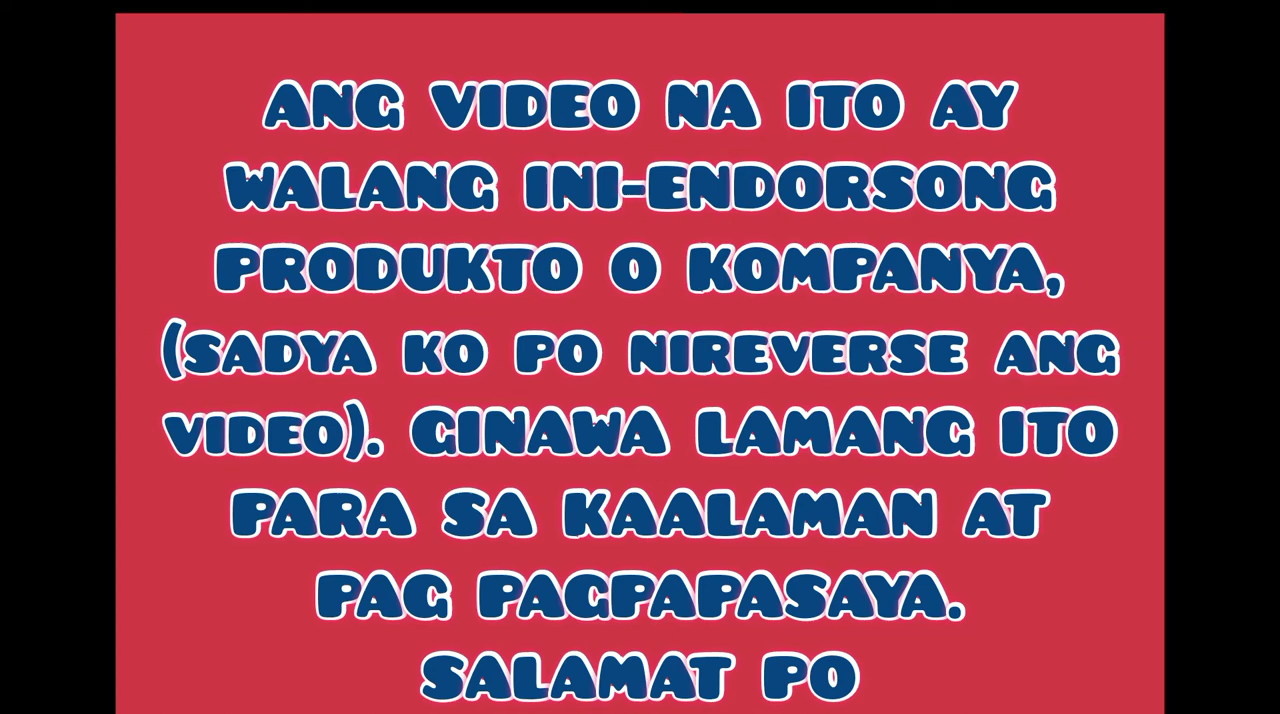 ANG VIDEO NA ITO AY
WALANG INI-ENDORSONG
PRODUKTO O KOMPANYA,
(SADYA KO PO NIREVERSE ANG
VIDEO). GINAWA LAMANG ITO
PARA SA KAALAMAN AT
PAG PAGPAPASAYA.
SALAMAT PO